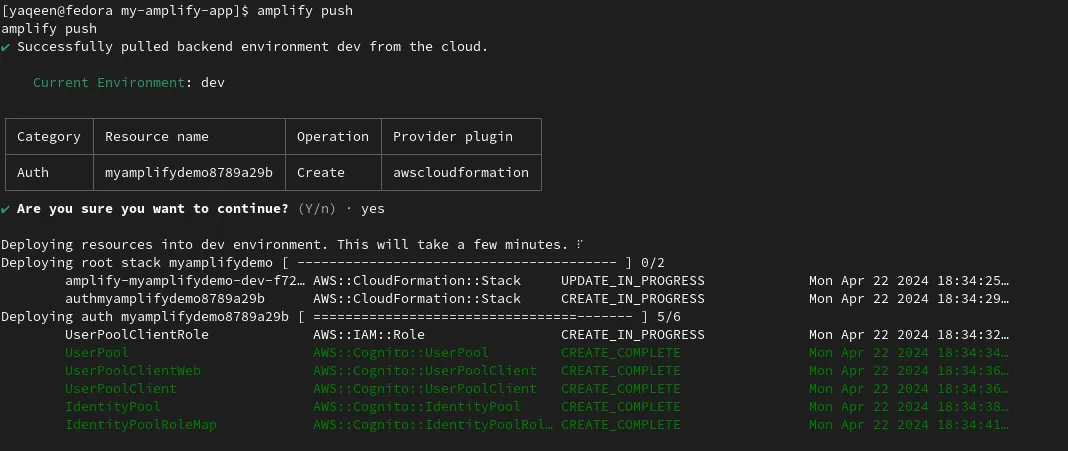 [yaqeen@fedora my-amplify-app]$ amplify push
amplify push
✔ Successfully pulled backend environment dev from the cloud.
Current Environment: dev
Category Resource name Operation Provider plugin
Auth myamplifydemo8789a29b Create awscloudformation
✔ Are you sure you want to continue? (Y/n) · yes
Deploying resources into dev environment. This will take a few minutes. ⠏
Deploying root stack myamplifydemo [ ---------------------------------------- ] 0/2
amplify-myamplifydemo-dev-f72… AWS::CloudFormation::Stack UPDATE_IN_PROGRESS Mon Apr 22 2024 18:34:25…
authmyamplifydemo8789a29b AWS::CloudFormation::Stack CREATE_IN_PROGRESS Mon Apr 22 2024 18:34:29…
Deploying auth myamplifydemo8789a29b [ =================================------- ] 5/6
UserPoolClientRole AWS::IAM::Role CREATE_IN_PROGRESS Mon Apr 22 2024 18:34:32…
UserPool AWS::Cognito::UserPool CREATE_COMPLETE Mon Apr 22 2024 18:34:34…
UserPoolClientWeb AWS::Cognito::UserPoolClient CREATE_COMPLETE Mon Apr 22 2024 18:34:36…
UserPoolClient AWS::Cognito::UserPoolClient CREATE_COMPLETE Mon Apr 22 2024 18:34:36…
IdentityPool AWS::Cognito::IdentityPool CREATE_COMPLETE Mon Apr 22 2024 18:34:38…
IdentityPoolRoleMap AWS::Cognito::IdentityPoolRol… CREATE_COMPLETE Mon Apr 22 2024 18:34:41…